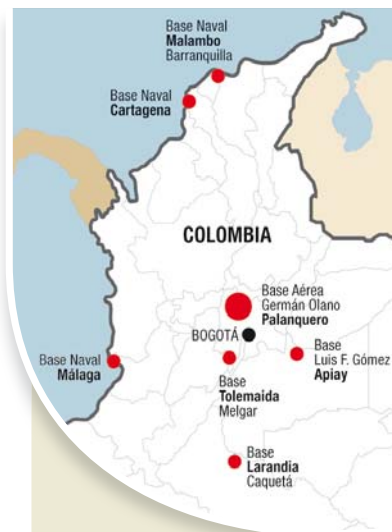 Base Naval
Malambo
Barranquilla
Base Naval
Cartagena
COLOMBIA
Base Aérea
Germán Olano
Palanquero
BOGOTÁ
Base
Luis F. Gómez
Apiay
Base Naval
Málaga
Base
Tolemaida
Melgar
Base
Larandia
Caquetá